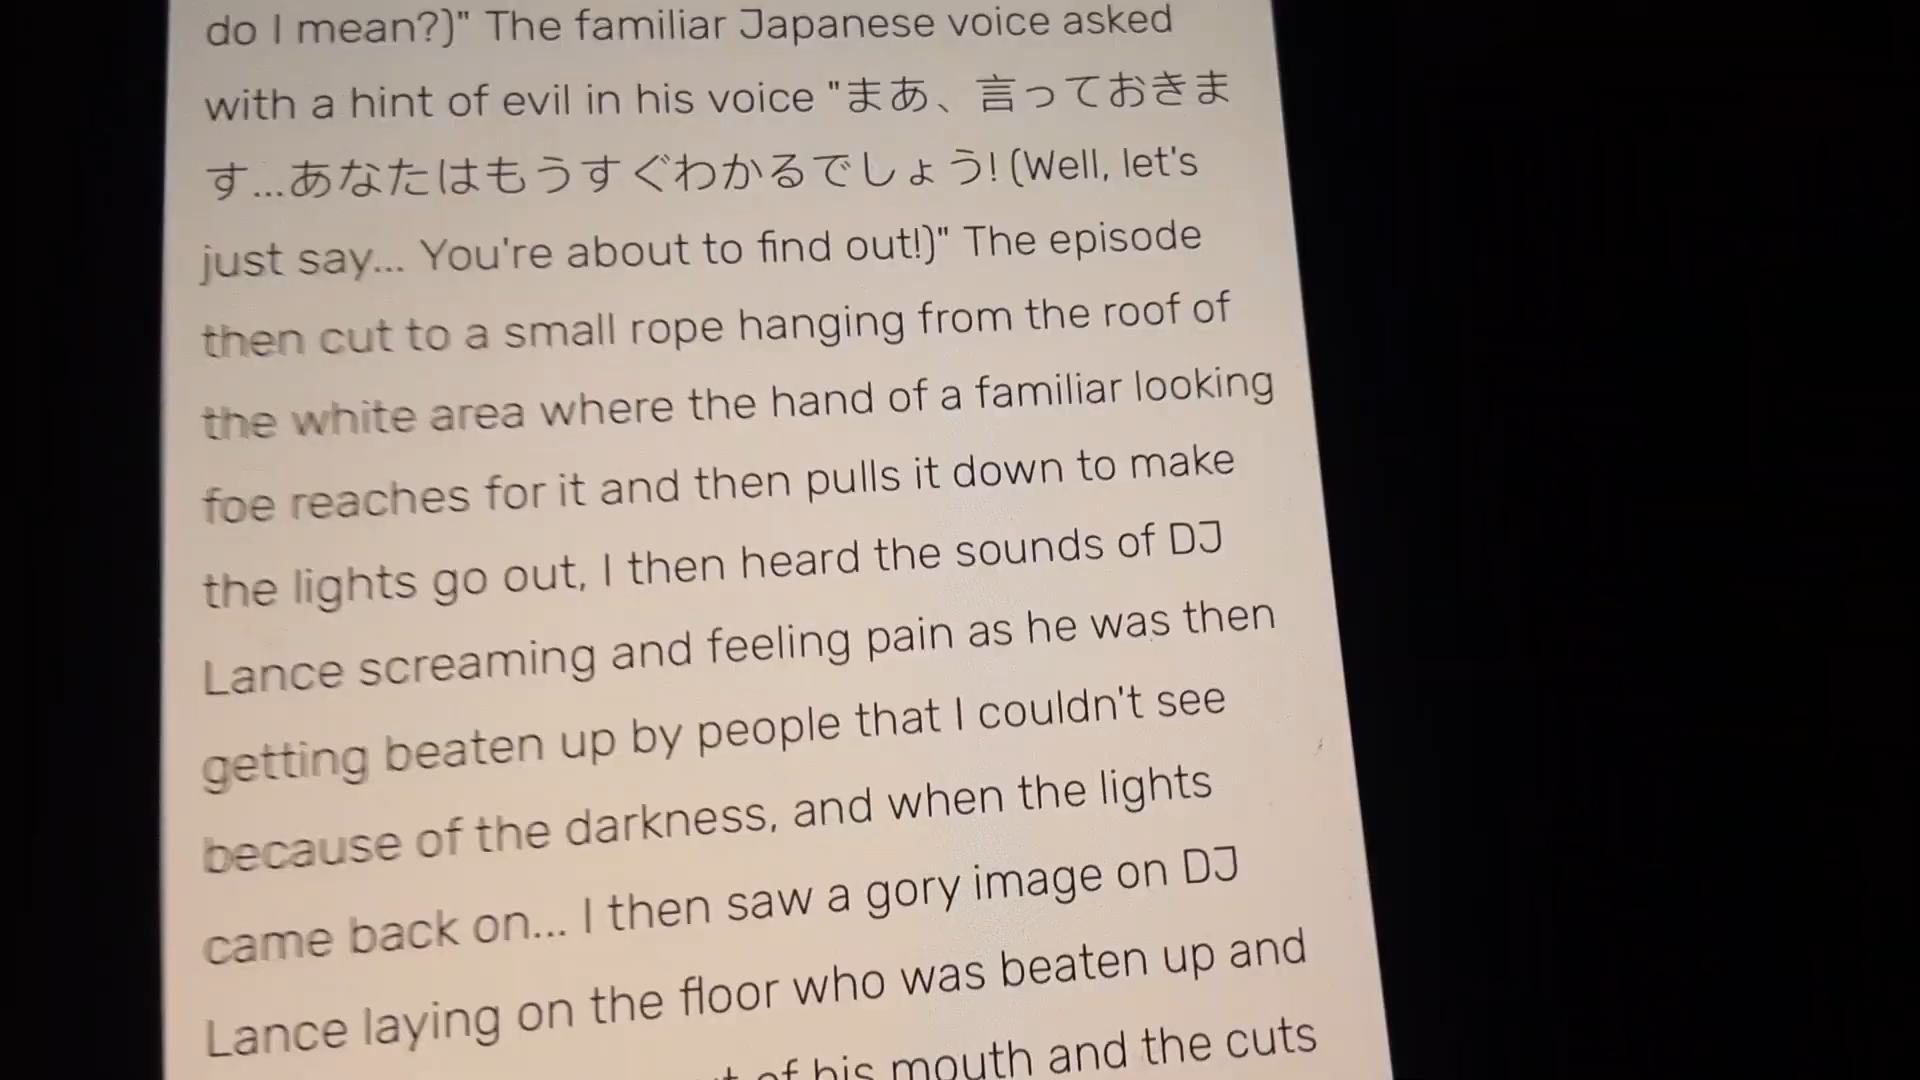 do I mean?)" The familiar Japanese voice asked
with a hint of evil in his voice "まあ、言っておきま
す...あなたはもうすぐわかるでしょう! (Well, let's
just say... You're about to find out!)" The episode
then cut to a small rope hanging from the roof of
the white area where the hand of a familiar looking
foe reaches for it and then pulls it down to make
the lights go out, I then heard the sounds of DJ
Lance screaming and feeling pain as he was then
getting beaten up by people that I couldn't see
because of the darkness, and when the lights
came back on... I then saw a gory image on DJ
Lance laying on the floor who was beaten up and
of his mouth and the cuts